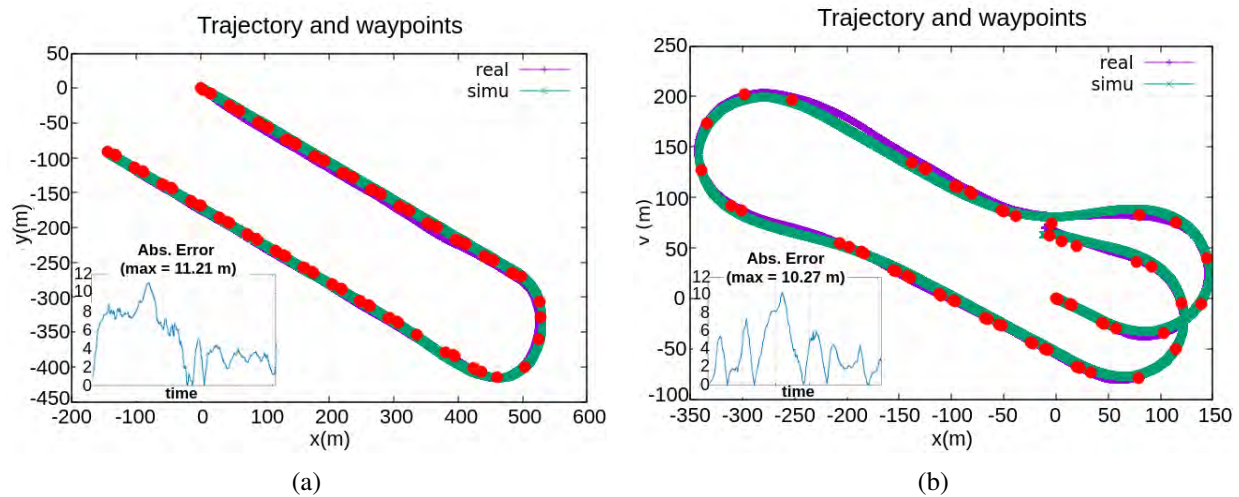 Trajectory and waypoints
real
simu
50
0
-50
-100
-150
-200
-250
-300
-350
-400
-450
y(m)
Abs. Error
(max = 11.21 m)
12
10
8
6
4
2
0
time
-200 -100 0 100 200 300 400 500 600
x(m)
(a)
Trajectory and waypoints
real
simu
250
200
150
100
50
0
-50
-100
v (m)
Abs. Error
(max = 10.27 m)
12
10
8
6
4
2
0
time
-350 -300 -250 -200 -150 -100 -50 0 50 100 150
x(m)
(b)